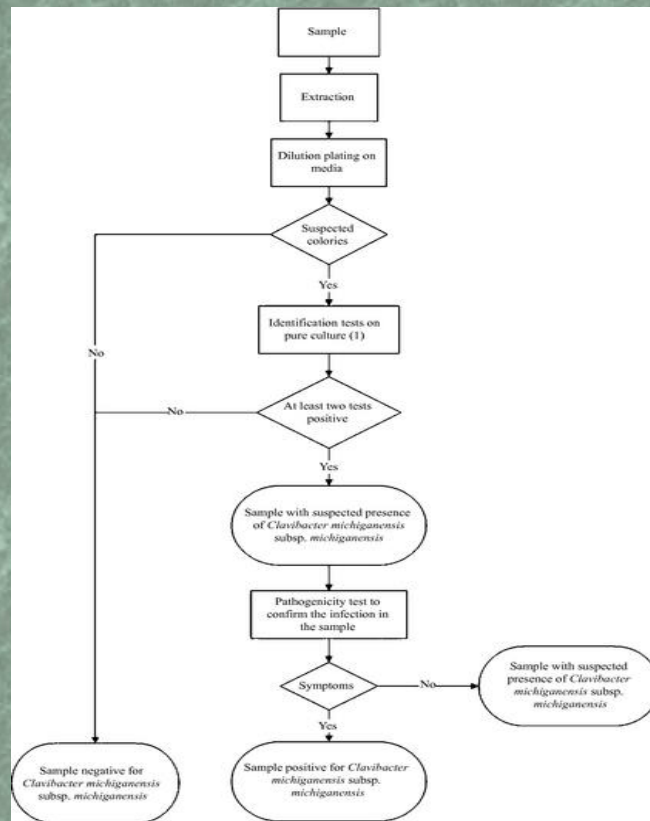 Sample
Extraction
Dilution plating on
media
Suspected
colories
Yes
Identification tests on
pure culture (1)
No
At least two tests
positive
No
Yes
Sample with suspected presence
of Clavibacter michiganensis
subsp. michiganensis
Pathogenicity test to
confirm the infection in
the sample
Symptoms
No
Sample with suspected
presence of Clavibacter
michiganensis subsp.
michiganensis
Yes
Sample negative for
Clavibacter michiganensis
subsp. michiganensis
Sample positive for Clavibacter
michiganensis subsp.
michiganensis